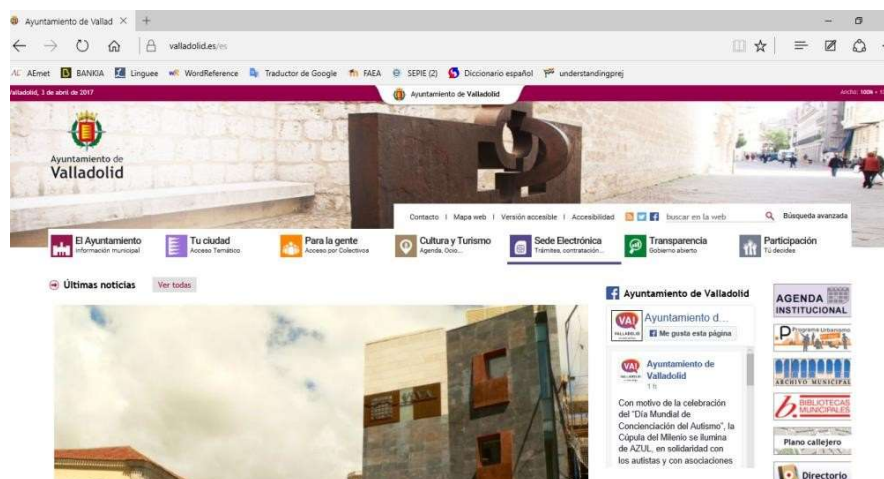 Ayuntamiento de Vallad
valladolid.es/es
AEmet BANKIA Linguee WordReference Traductor de Google FAEA SEPIE (2) Diccionario español understandingprej
Valladolid, 3 de abril de 2017
Ayuntamiento de Valladolid
Ayuntamiento de
Valladolid
Contacto | Mapa web | Versión accesible | Accesibilidad
buscar en la web
Búsqueda avanzada
El Ayuntamiento
Información municipal
Tu ciudad
Acceso Temático
Para la gente
Acceso por Colectivos
Cultura y Turismo
Agenda, Ocio...
Sede Electrónica
Trámites, contratación...
Transparencia
Gobierno abierto
Participación
Tú decides
Últimas noticias
Ver todas
Ayuntamiento de Valladolid
VA!
Ayuntamiento d...
Me gusta esta página
VA!
Ayuntamiento de
Valladolid
1 h
Con motivo de la celebración
del "Día Mundial de
Concienciación del Autismo", la
Cúpula del Milenio se ilumina
de AZUL, en solidaridad con
los autistas y con asociaciones
AGENDA
INSTITUCIONAL
Programa Urbanismo
ARCHIVO MUNICIPAL
b.
BIBLIOTECAS
MUNICIPALES
Plano callejero
Directorio